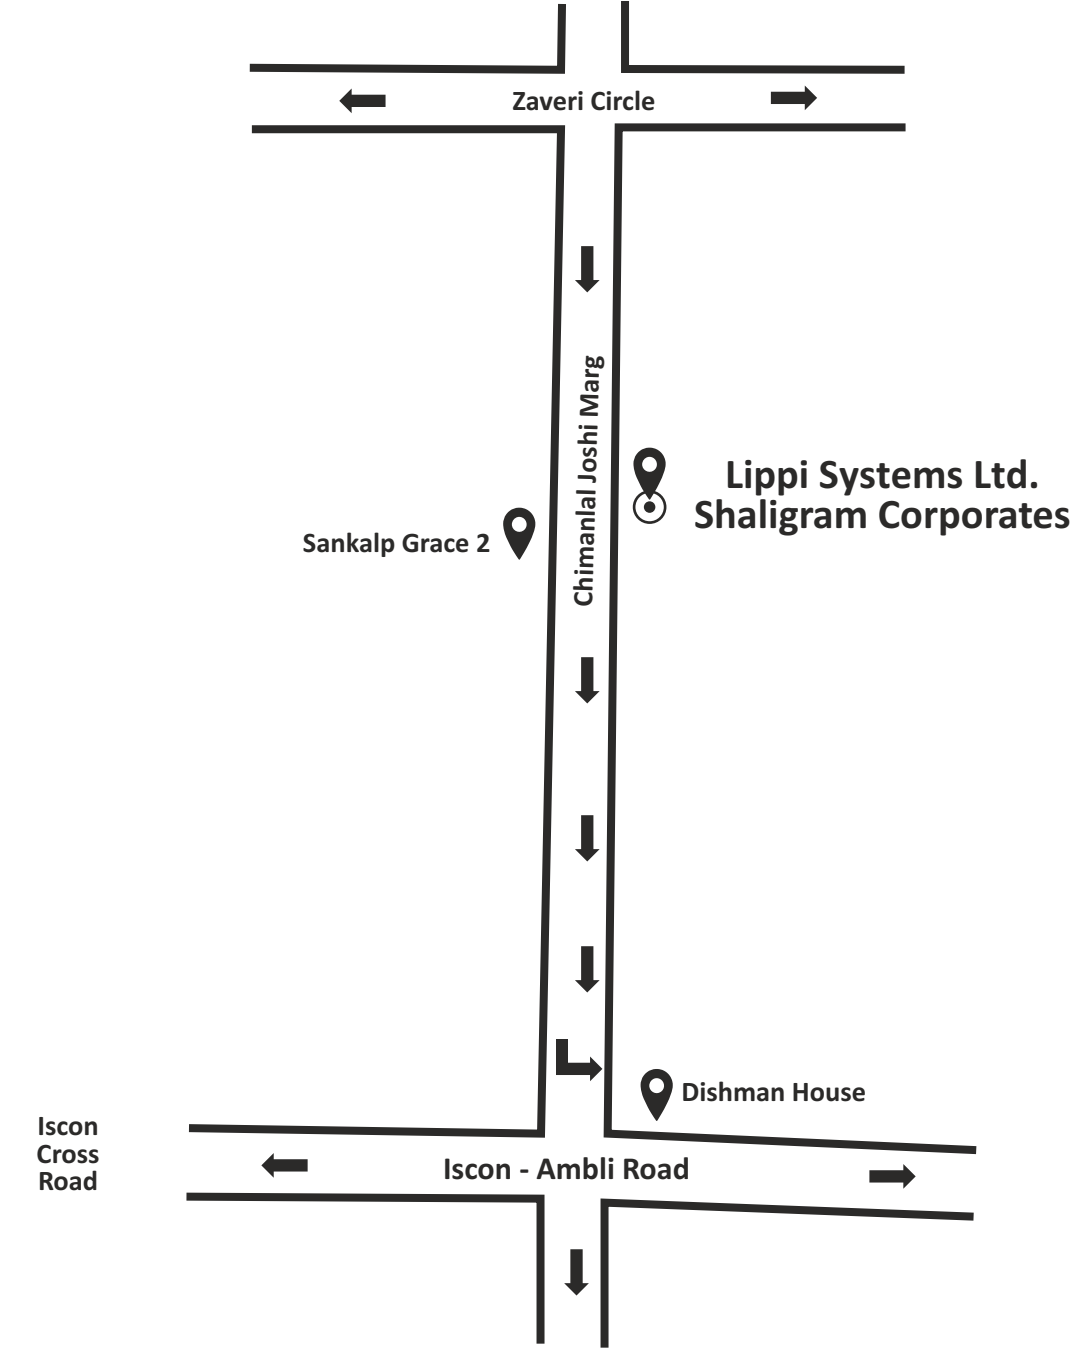 Zaveri Circle
Chimanlal Joshi Marg
Lippi Systems Ltd.
Shaligram Corporates
Sankalp Grace 2
Dishman House
Iscon
Cross
Road
Iscon - Ambli Road